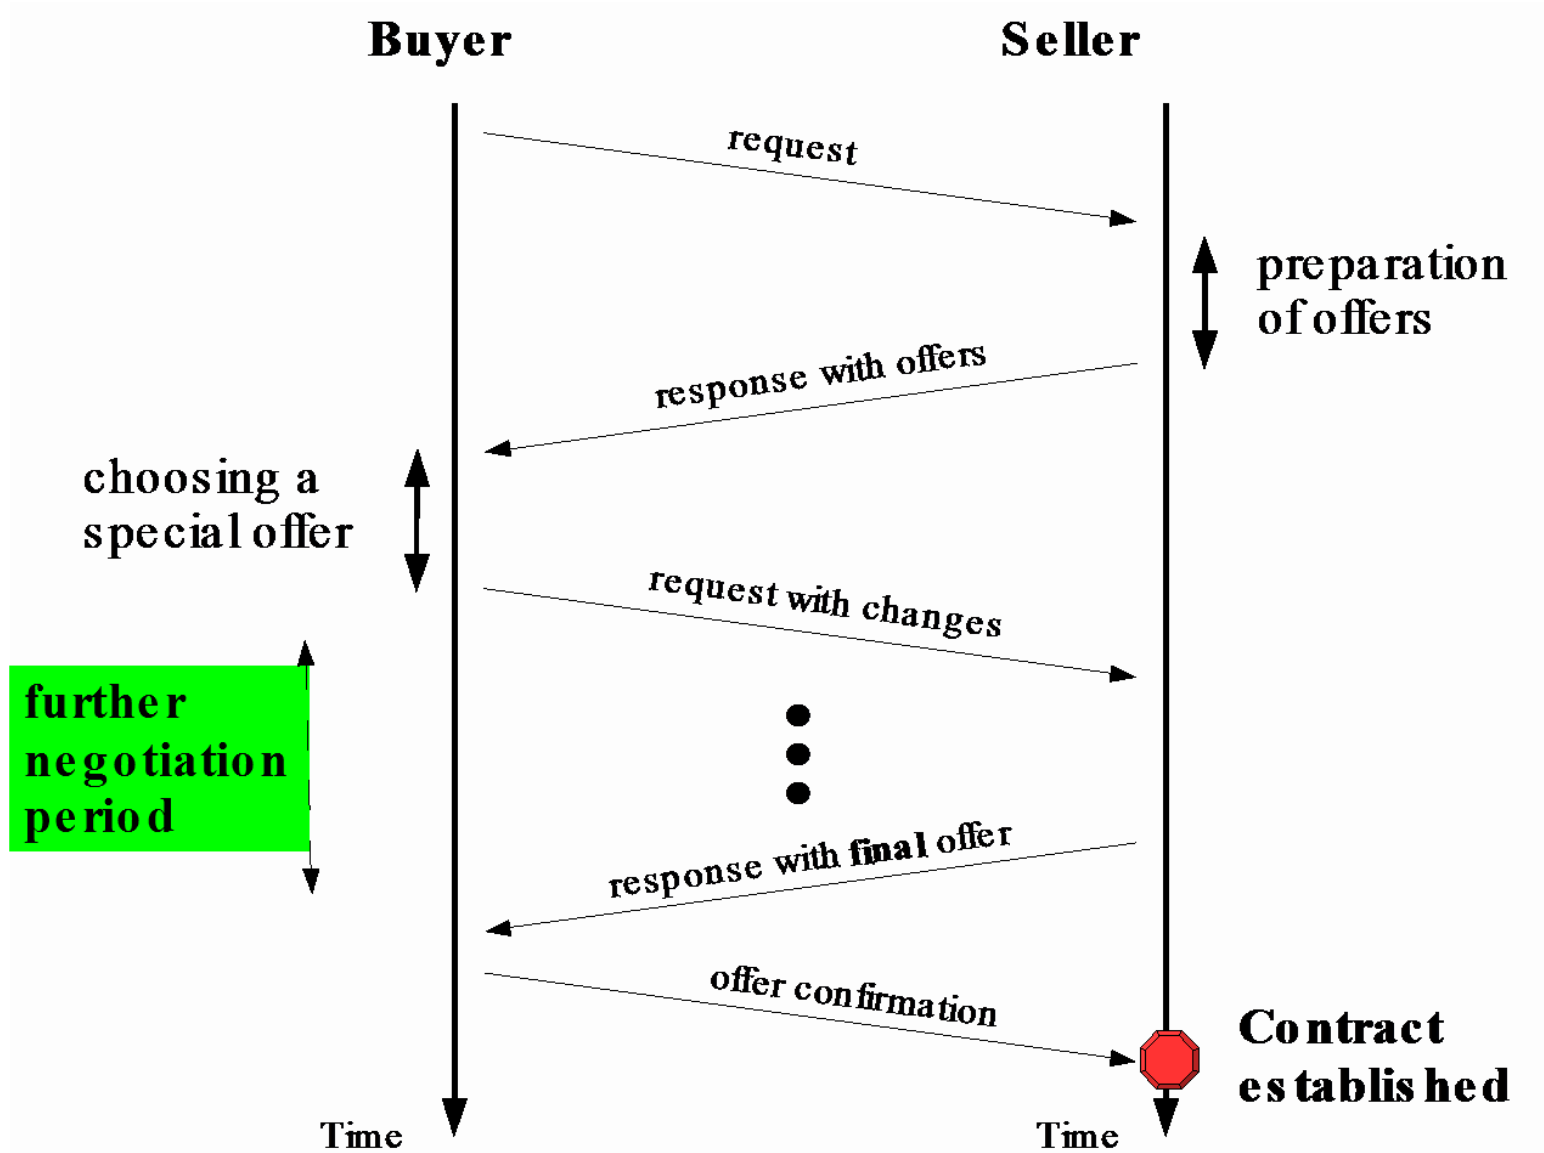 Buyer
Seller
request
preparation
of offers
response with offers
choosing a
special offer
request with changes
further
negotiation
period
response with final offer
offer confirmation
Contract
established
Time
Time